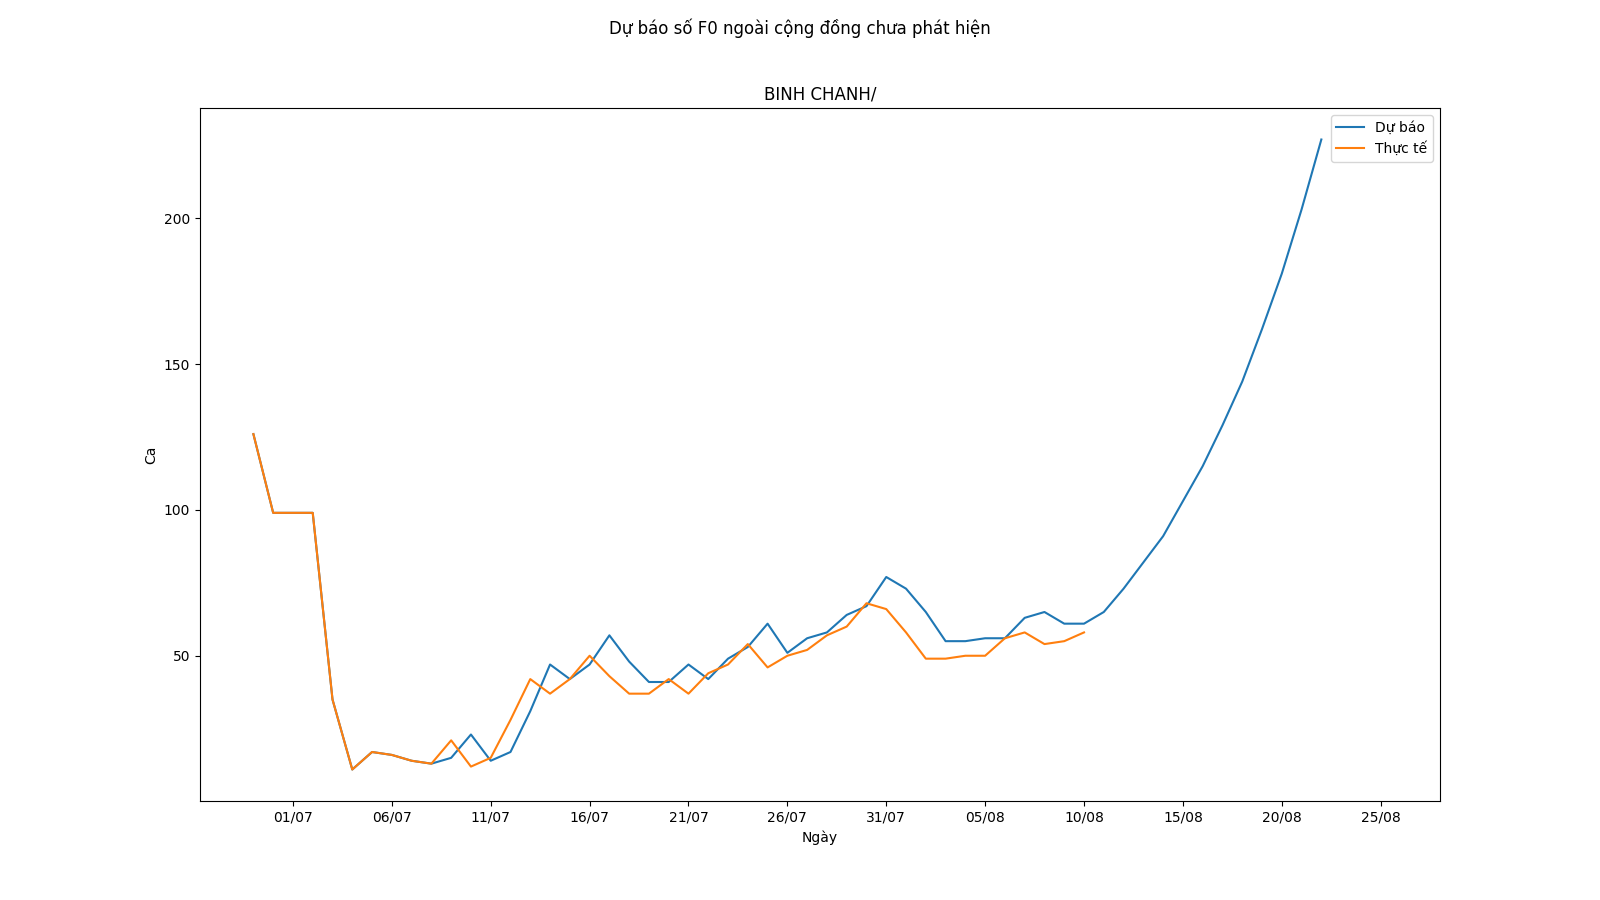 Dự báo số F0 ngoài cộng đồng chưa phát hiện
BINH CHANH/
Dự báo
Thực tế
Ca
200
150
100
50
01/07 06/07 11/07 16/07 21/07 26/07 31/07 05/08 10/08 15/08 20/08 25/08
Ngày